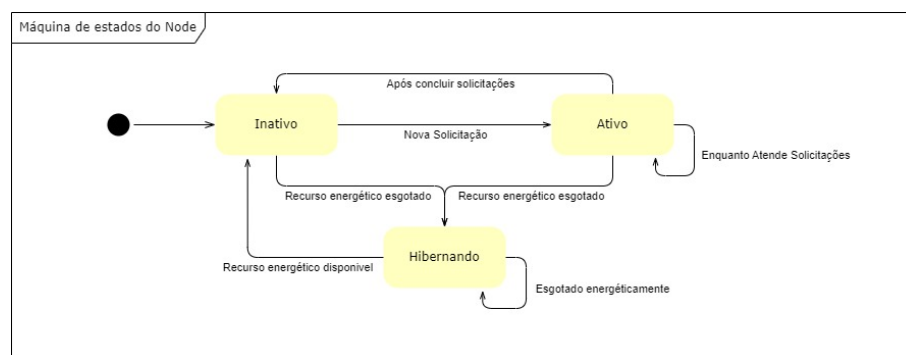 Máquina de estados do Node
Após concluir solicitações
Inativo
Ativo
Nova Solicitação
Enquanto Atende Solicitações
Recurso energético esgotado
Recurso energético esgotado
Hibernando
Recurso energético disponivel
Esgotado energéticamente